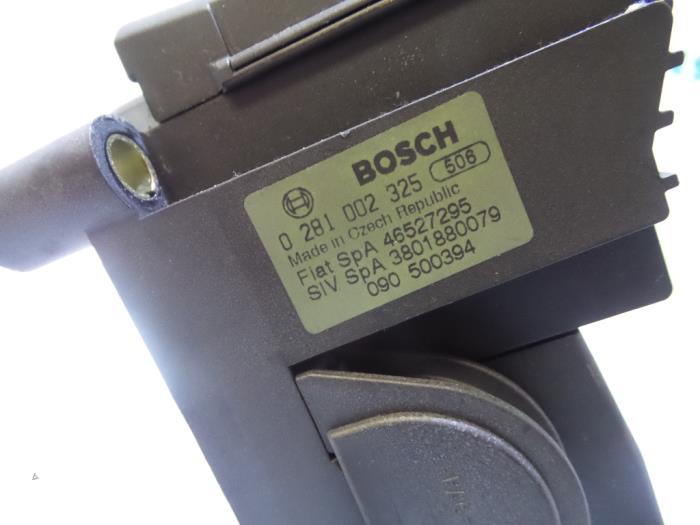 BOSCH
0 281 002 325 506
Made in Czech Republic
Fiat SpA 46527295
SIV SpA 3801880079
090 500394